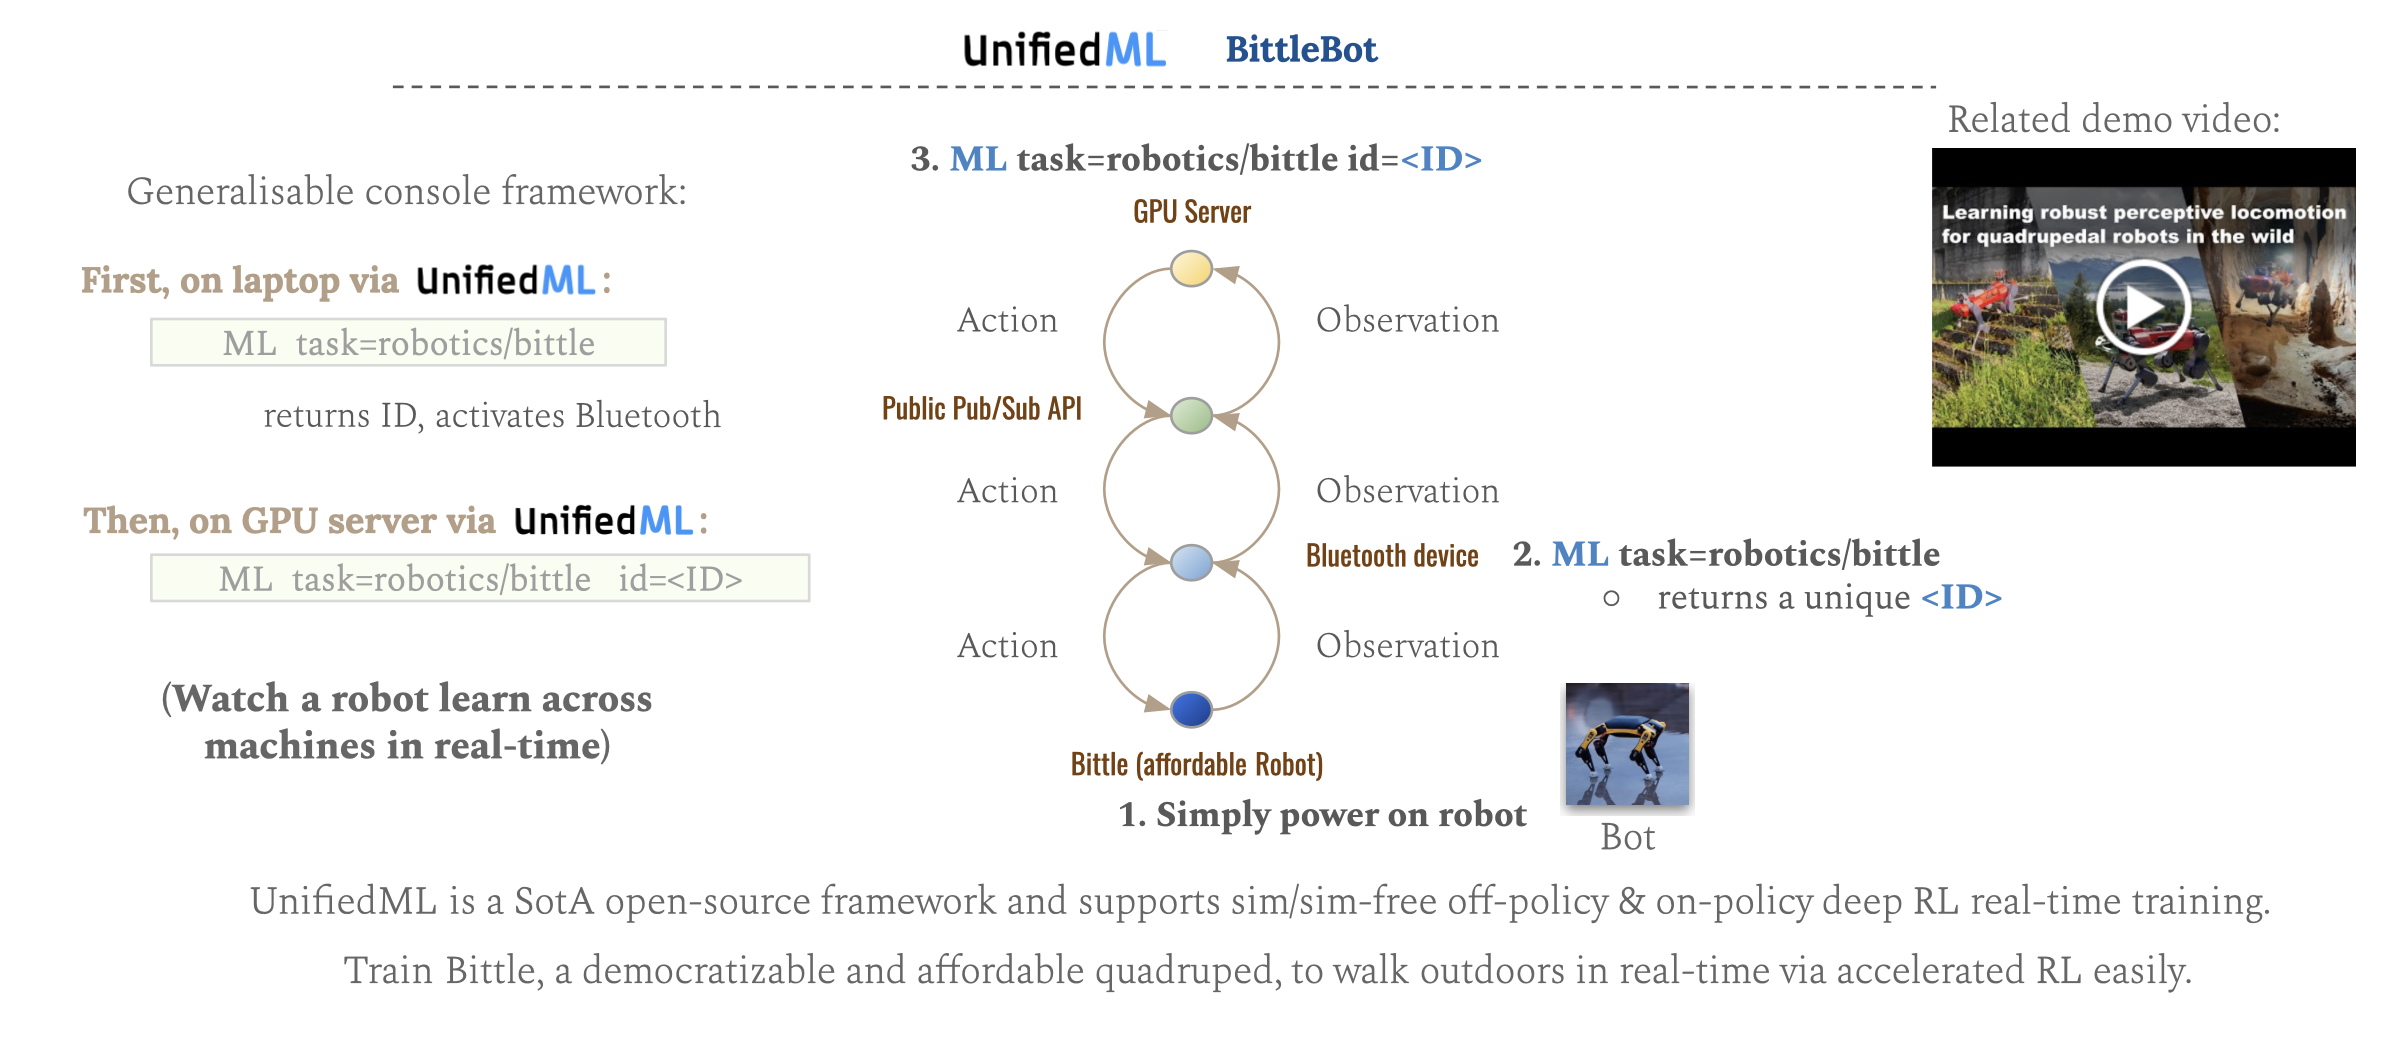 UnifiedML BittleBot
Related demo video:
Learning robust perceptive locomotion
for quadrupedal robots in the wild
Generalisable console framework:
First, on laptop via UnifiedML:
ML task=robotics/bittle
returns ID, activates Bluetooth
Then, on GPU server via UnifiedML:
ML task=robotics/bittle id=<ID>
(Watch a robot learn across
machines in real-time)
3. ML task=robotics/bittle id=<ID>
GPU Server
Action
Observation
Public Pub/Sub API
Action
Observation
Bluetooth device
2. ML task=robotics/bittle
○ returns a unique <ID>
Action
Observation
Bittle (affordable Robot)
1. Simply power on robot
Bot
UnifiedML is a SotA open-source framework and supports sim/sim-free off-policy & on-policy deep RL real-time training.
Train Bittle, a democratizable and affordable quadruped, to walk outdoors in real-time via accelerated RL easily.